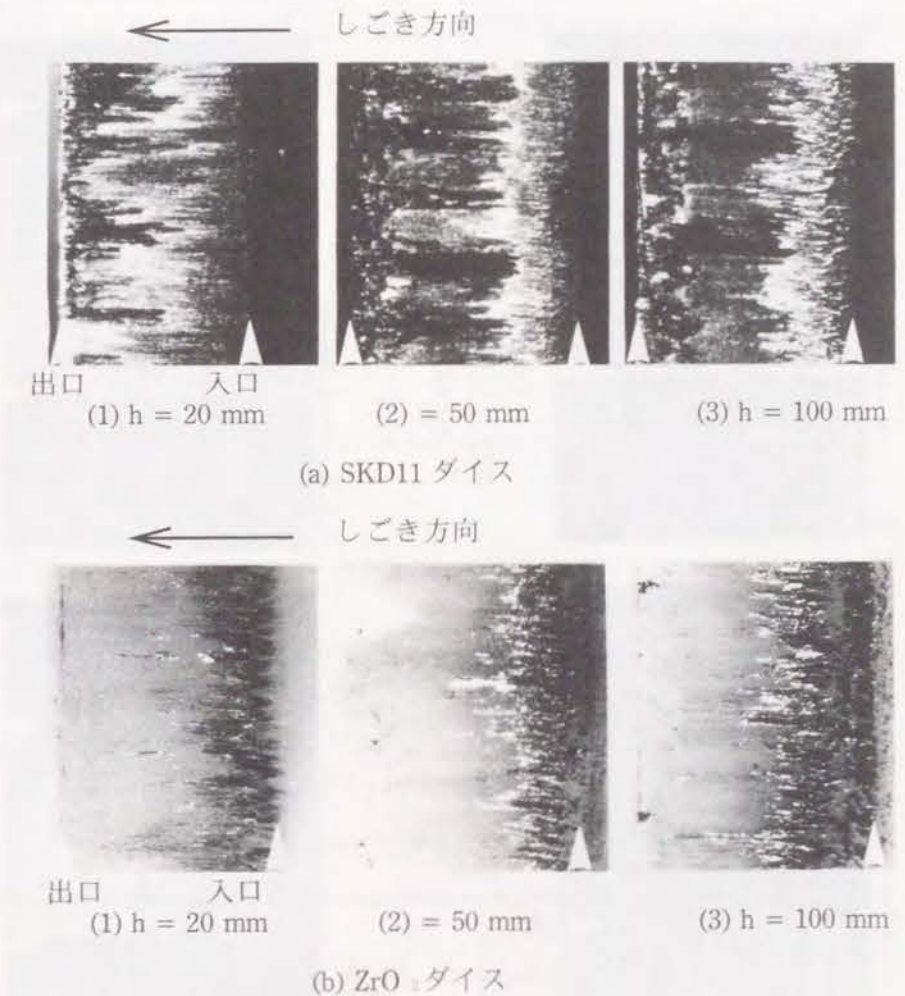 しごき方向
出口 入口
(1) h = 20 mm (2) = 50 mm (3) h = 100 mm
(a) SKD11 ダイス
しごき方向
出口 入口
(1) h = 20 mm (2) = 50 mm (3) h = 100 mm
(b) ZrO ダイス